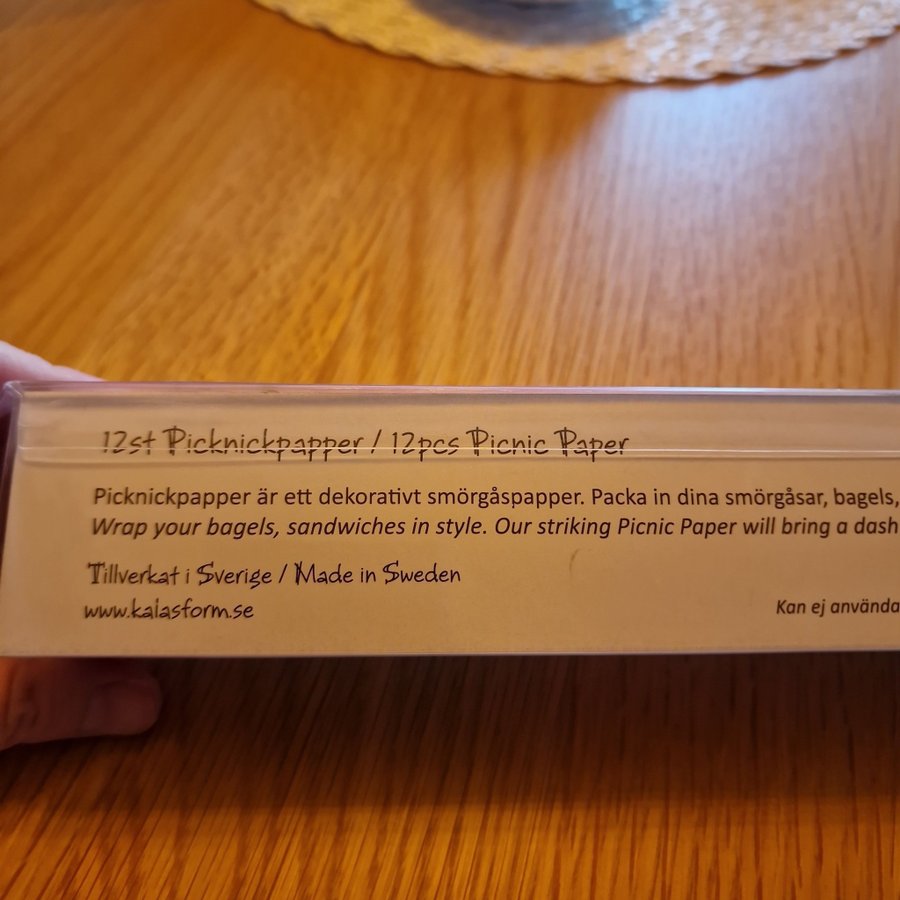 12st Picknickpapper / 12pcs Picnic Paper
Picknickpapper är ett dekorativt smörgåspapper. Packa in dina smörgåsar, bagels,
Wrap your bagels, sandwiches in style. Our striking Picnic Paper will bring a dash
Tillverkat i Sverige / Made in Sweden
www.kalasform.se
Kan ej använda